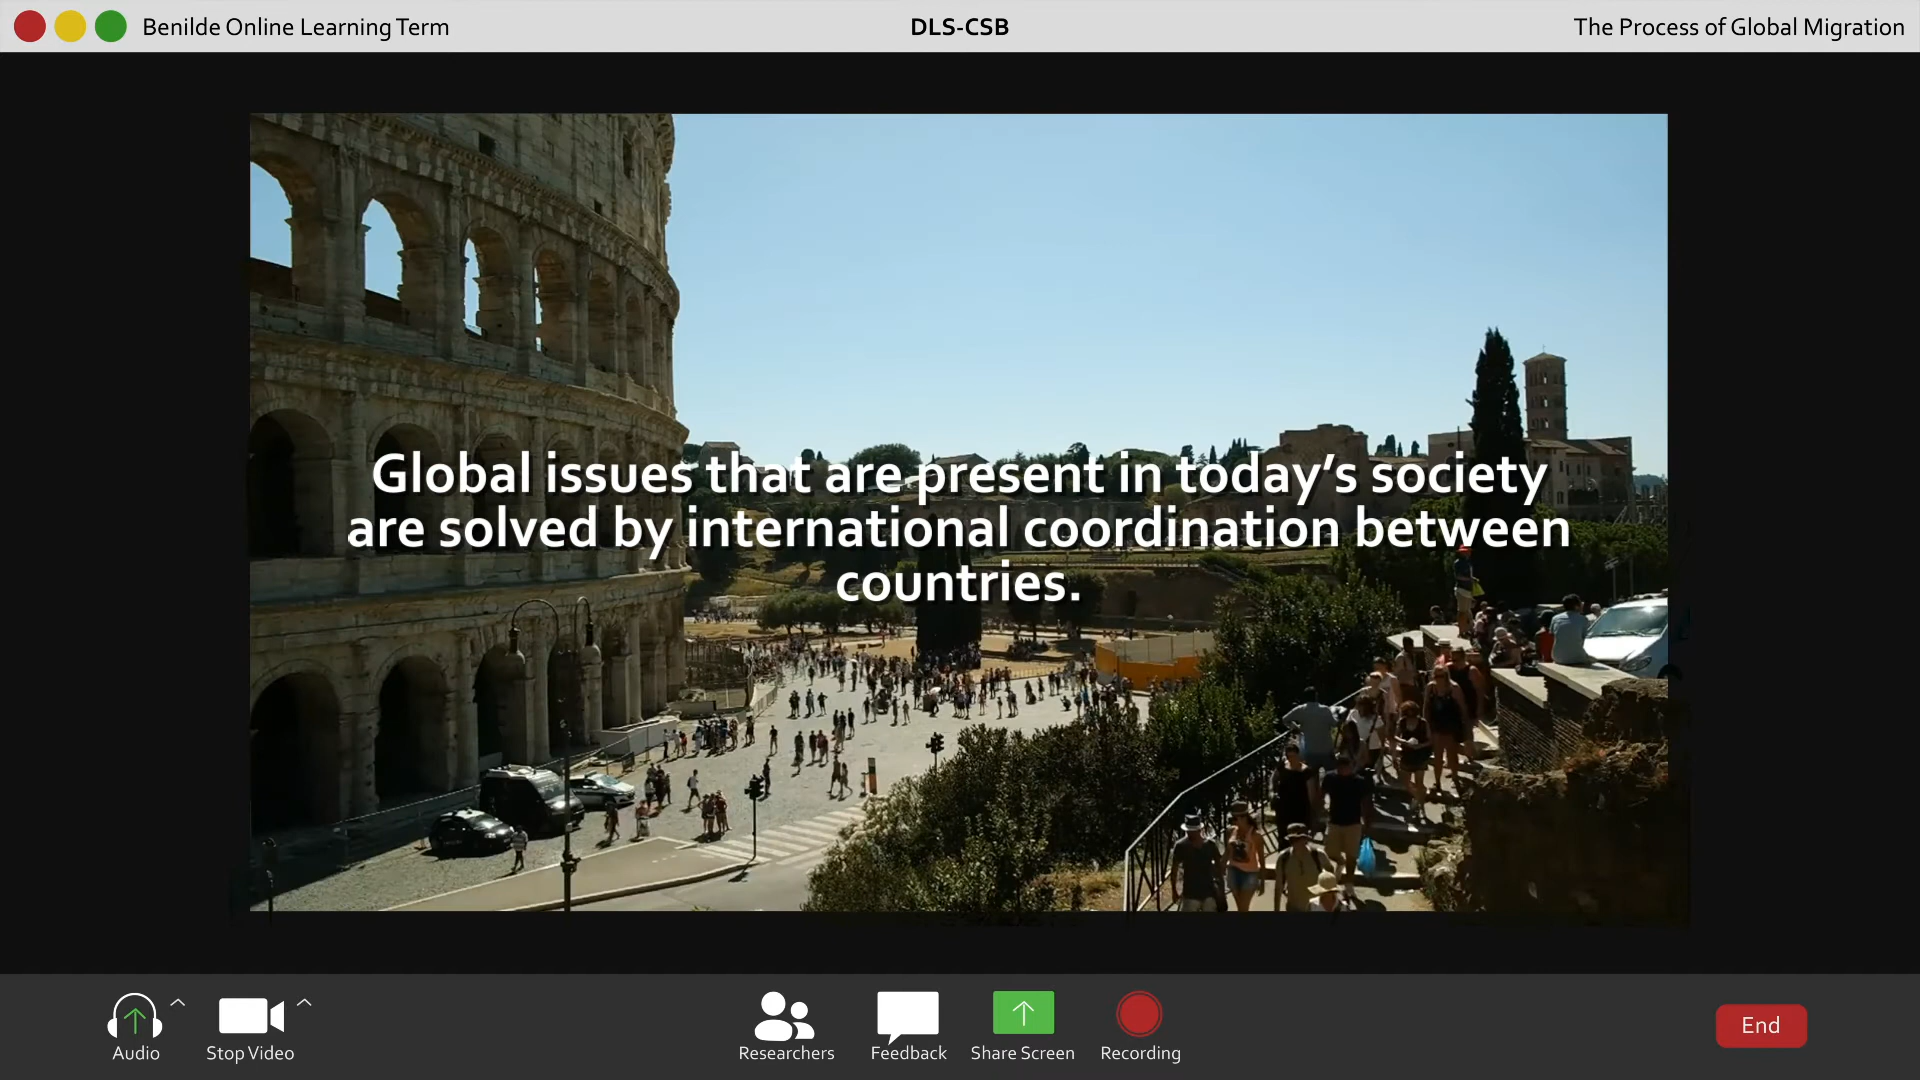 Benilde Online Learning Term
DLS-CSB
The Process of Global Migration
Global issues that are present in today's society
are solved by international coordination between
countries.
Audio
Stop Video
Researchers
Feedback
Share Screen
Recording
End